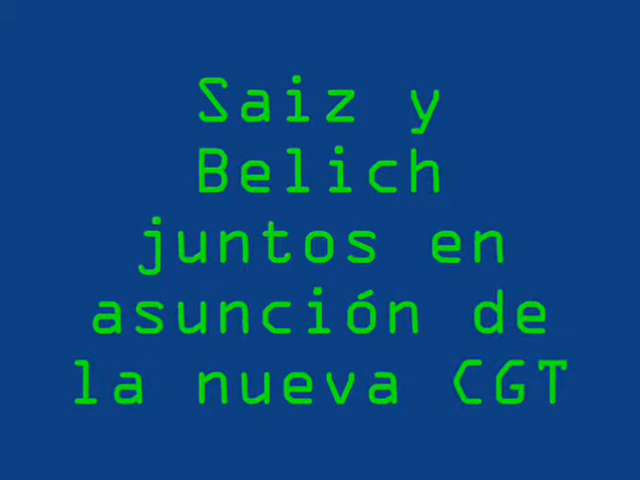 Saiz y
Belich
juntos en
asunción de
la nueva CGT